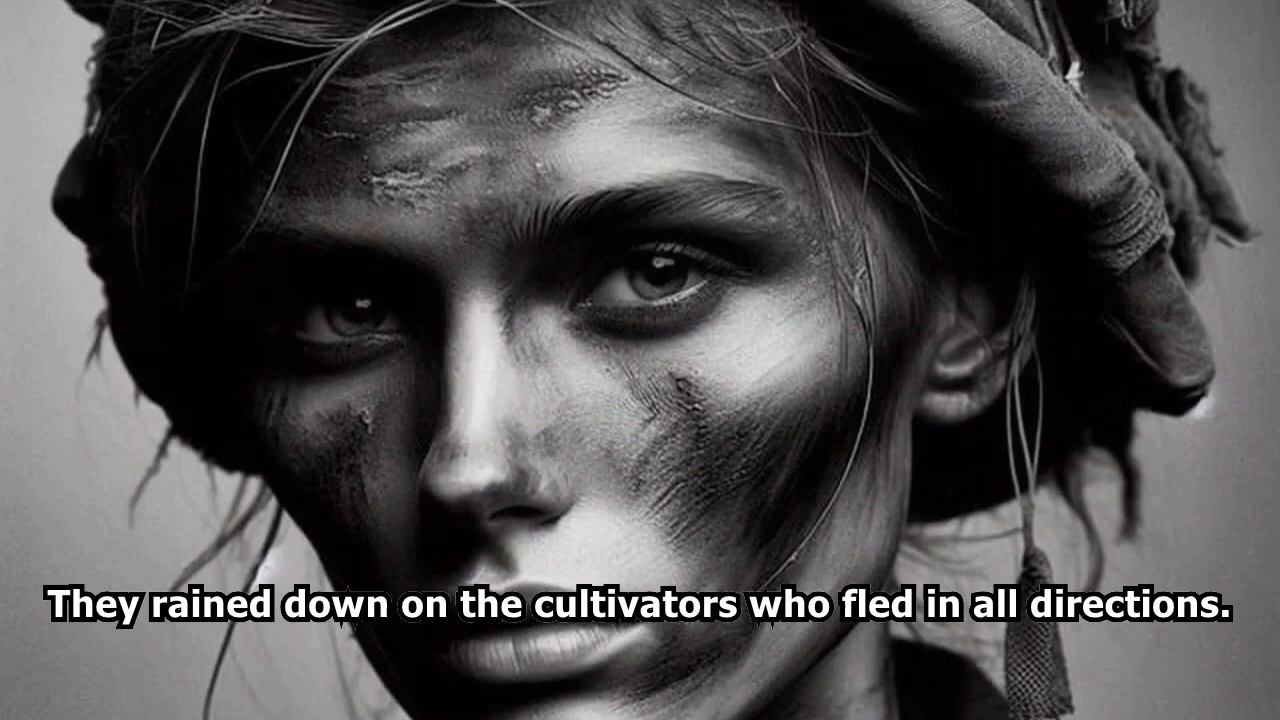 They rained down on the cultivators who fled in all directions.